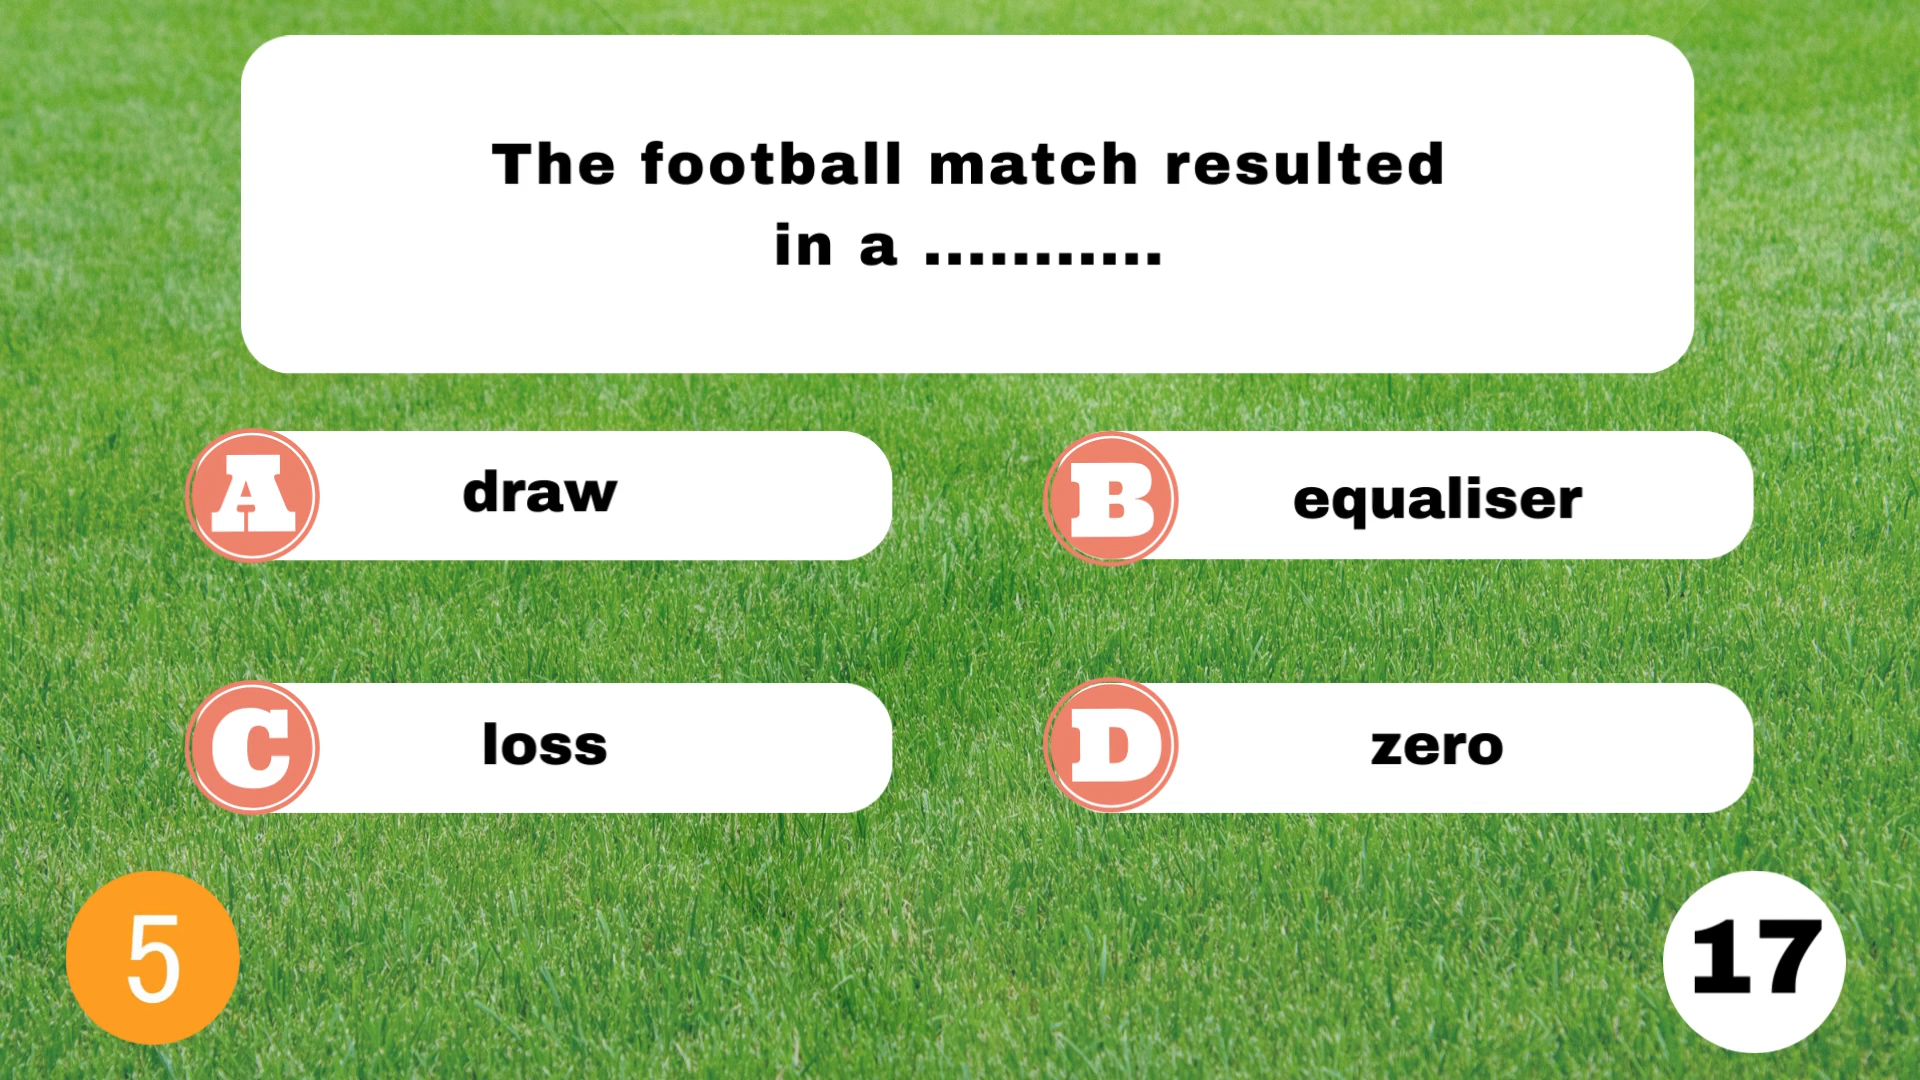 The football match resulted
in a ...........
A draw
B equaliser
C loss
D zero
5
17